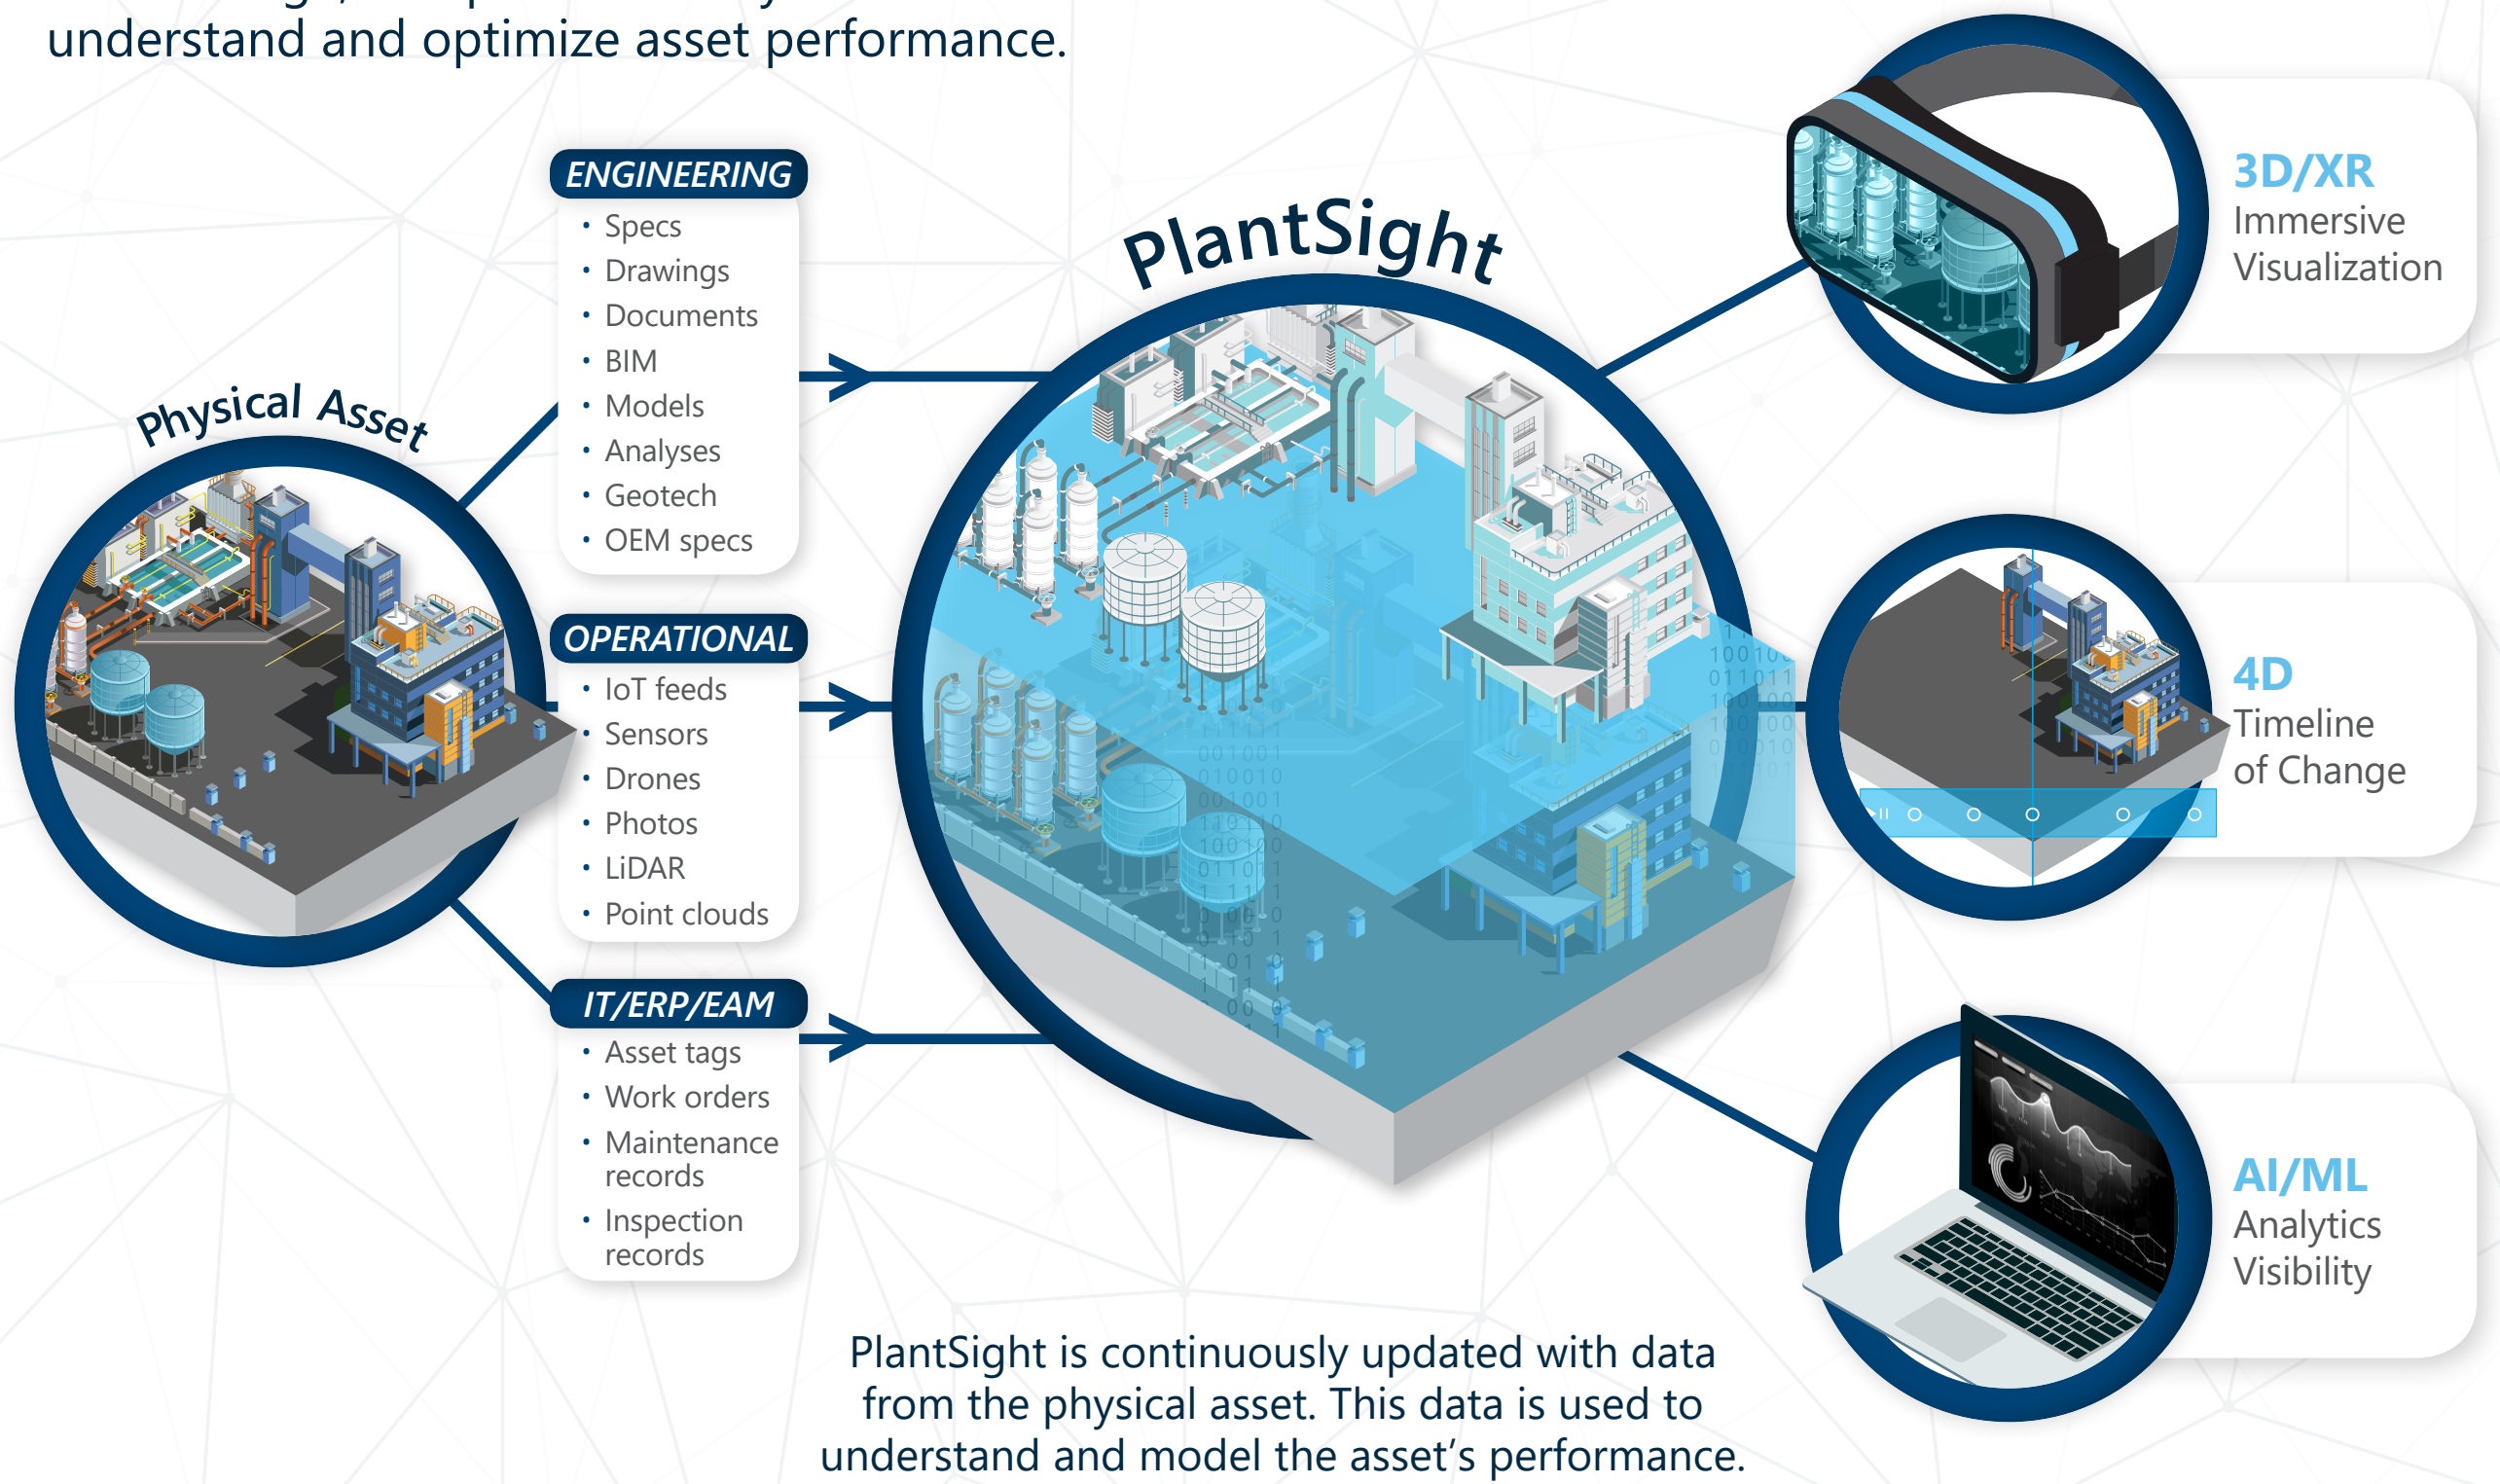 understand and optimize asset performance.
Physical Asset
ENGINEERING
• Specs
• Drawings
• Documents
• BIM
• Models
• Analyses
• Geotech
• OEM specs
OPERATIONAL
• IoT feeds
• Sensors
• Drones
• Photos
• LiDAR
• Point clouds
IT/ERP/EAM
• Asset tags
• Work orders
• Maintenance
records
• Inspection
records
PlantSight
3D/XR
Immersive
Visualization
4D
Timeline
of Change
AI/ML
Analytics
Visibility
PlantSight is continuously updated with data
from the physical asset. This data is used to
understand and model the asset’s performance.